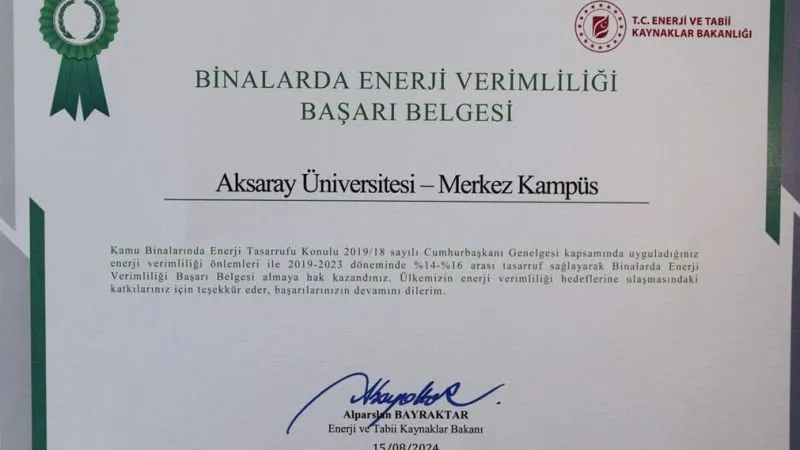 T.C. ENERJİ VE TABİİ
KAYNAKLAR BAKANLIĞI
BİNALARDA ENERJİ VERİMLİLİĞİ
BAŞARI BELGESİ
Aksaray Üniversitesi – Merkez Kampüs
Kamu Binalarında Enerji Tasarrufu Konulu 2019/18 sayılı Cumhurbaşkanı Genelgesi kapsamında uyguladığınız
enerji verimliliği önlemleri ile 2019-2023 döneminde %14-%16 arası tasarruf sağlayarak Binalarda Enerji
Verimliliği Başarı Belgesi almaya hak kazandınız. Ülkemizin enerji verimliliği hedeflerine ulaşmasındaki
katkılarınız için teşekkür eder, başarılarınızın devamını dilerim.
Alparslan BAYRAKTAR
Enerji ve Tabii Kaynaklar Bakanı
15/08/2024